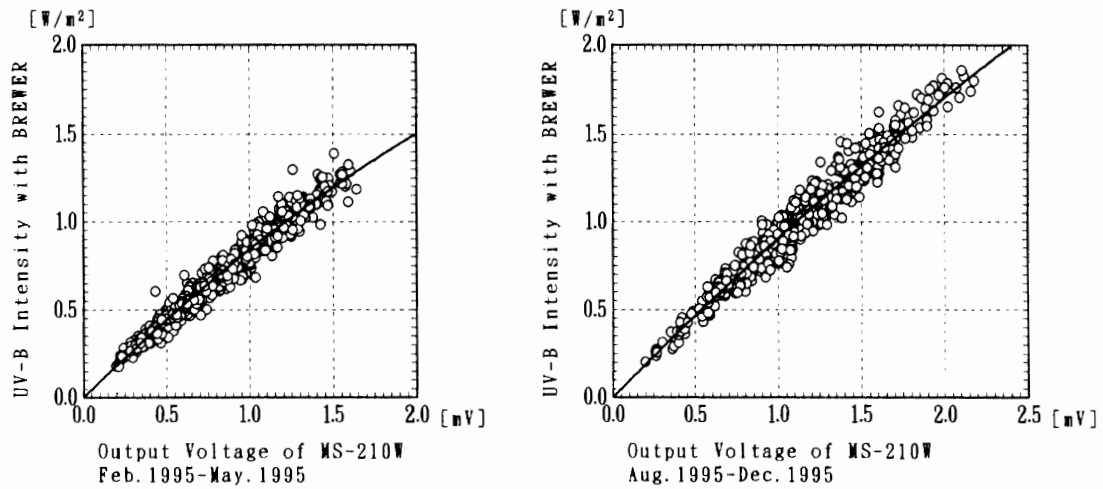 [W/m²]
2.0
1.5
1.0
0.5
0.0
UV-B Intensity with BREWER
0.0 0.5 1.0 1.5 2.0 [mV]
Output Voltage of MS-210W
Feb.1995-May.1995
[W/m²]
2.0
1.5
1.0
0.5
0.0
UV-B Intensity with BREWER
0.0 0.5 1.0 1.5 2.0 2.5 [mV]
Output Voltage of MS-210W
Aug.1995-Dec.1995